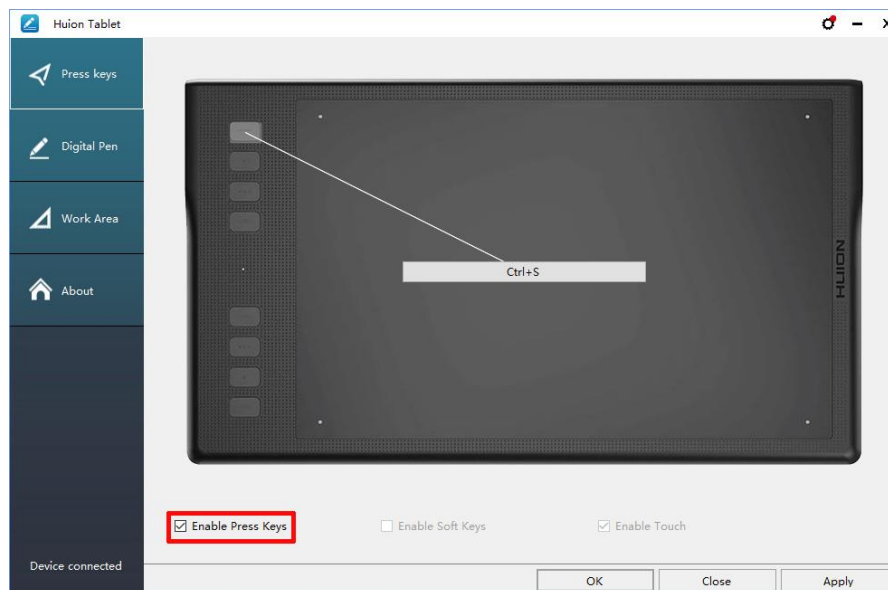 Huion Tablet
Press keys
Digital Pen
Work Area
About
Ctrl+S
HUION
Enable Press Keys
Enable Soft Keys
Enable Touch
Device connected
OK
Close
Apply